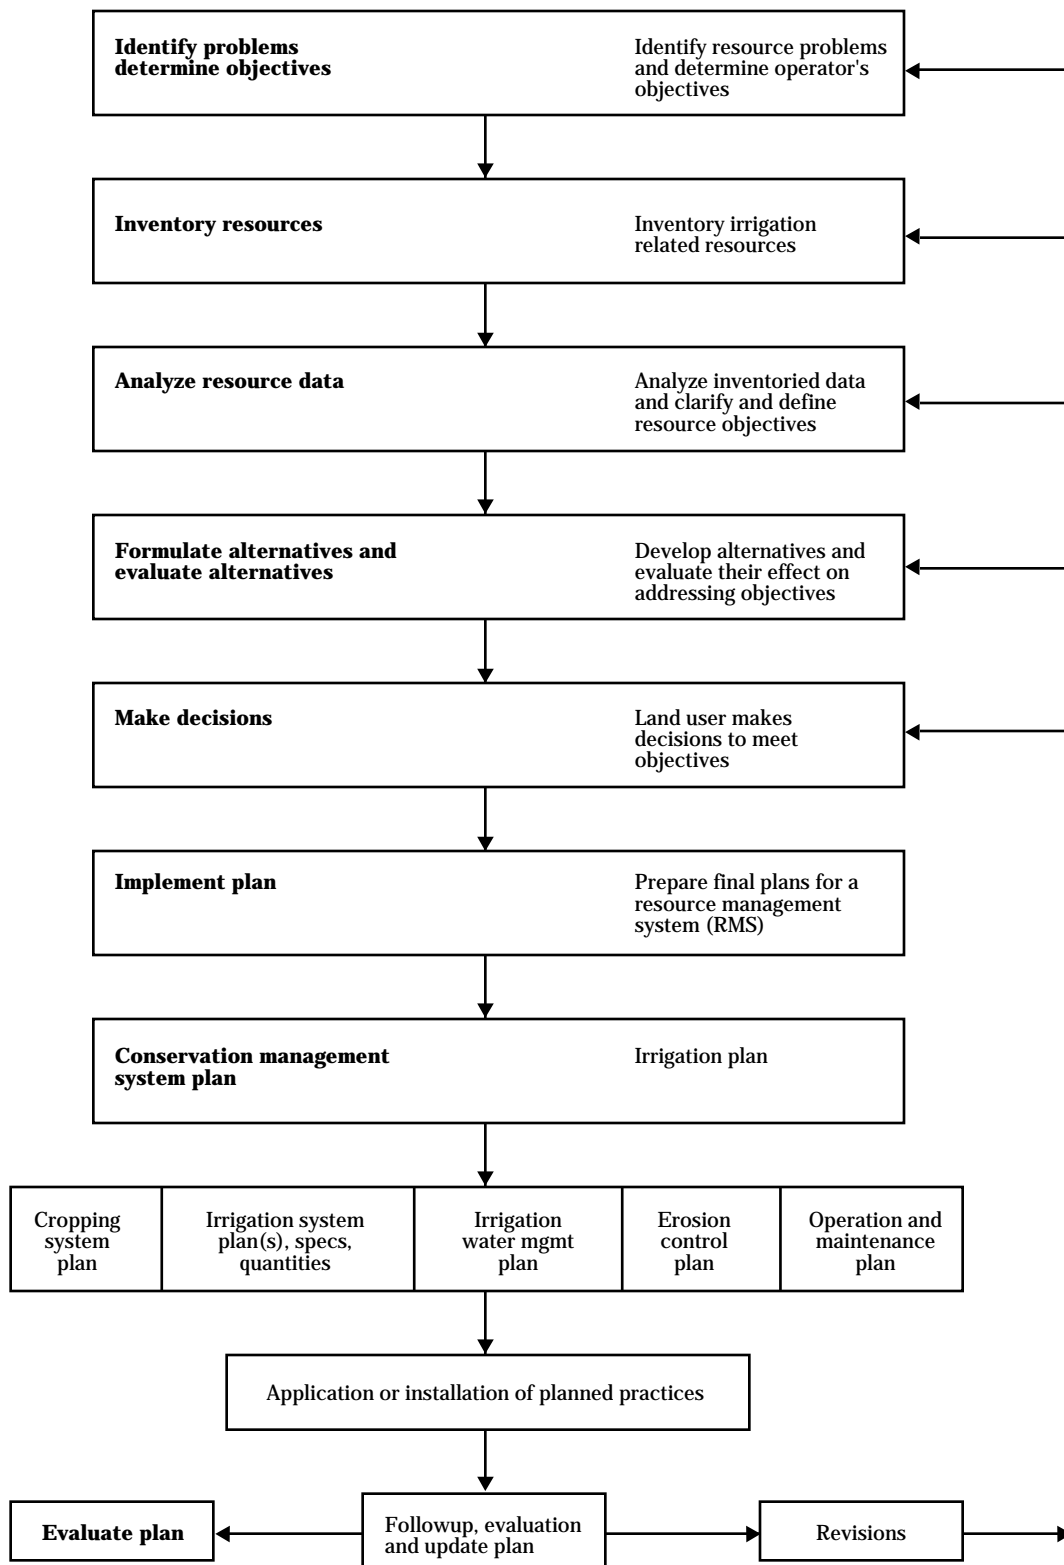 Identify problems
determine objectives
Identify resource problems
and determine operator's
objectives
Inventory resources
Inventory irrigation
related resources
Analyze resource data
Analyze inventoried data
and clarify and define
resource objectives
Formulate alternatives and
evaluate alternatives
Develop alternatives and
evaluate their effect on
addressing objectives
Make decisions
Land user makes
decisions to meet
objectives
Implement plan
Prepare final plans for a
resource management
system (RMS)
Conservation management
system plan
Irrigation plan
Cropping
system
plan
Irrigation system
plan(s), specs,
quantities
Irrigation
water mgmt
plan
Erosion
control
plan
Operation and
maintenance
plan
Application or installation of planned practices
Evaluate plan
Followup, evaluation
and update plan
Revisions